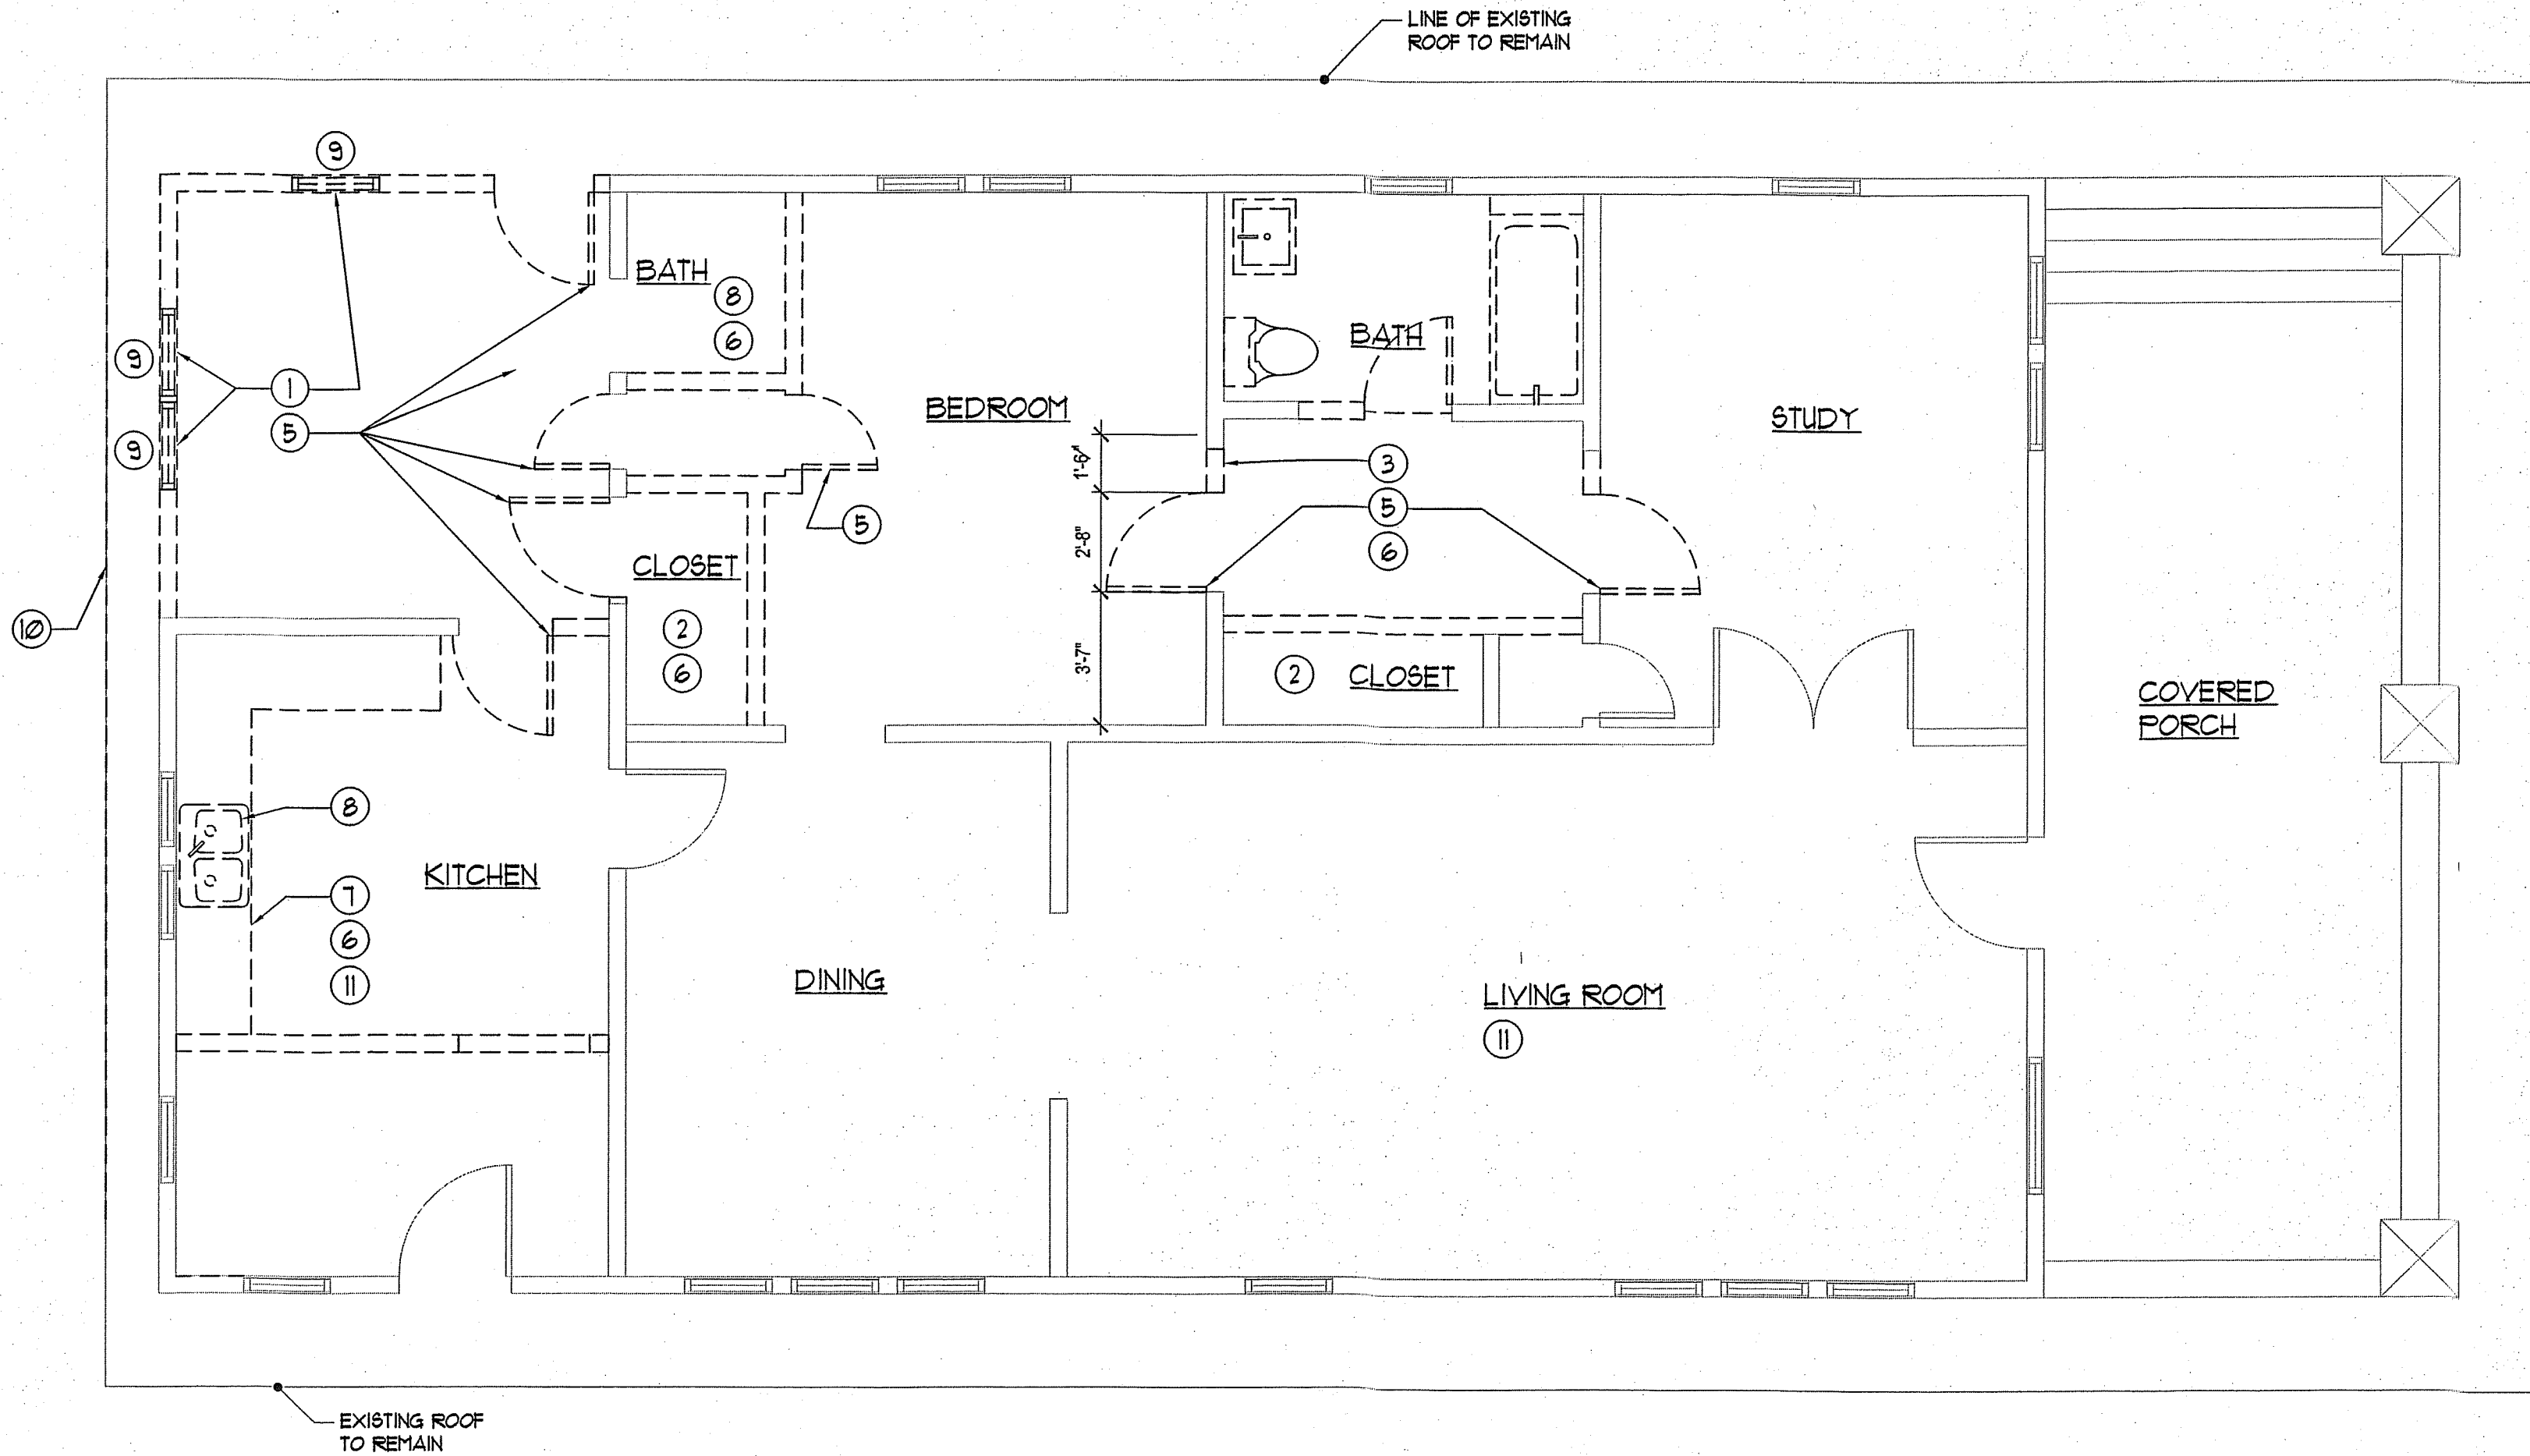 LINE OF EXISTING
ROOF TO REMAIN
9
BATH
8
6
9
1
5
9
BATH
BEDROOM
STUDY
1'-6"
3
5
6
5
2'-8"
CLOSET
2
6
10
3'-7"
2
CLOSET
COVERED
PORCH
8
KITCHEN
7
6
11
DINING
LIVING ROOM
11
EXISTING ROOF
TO REMAIN